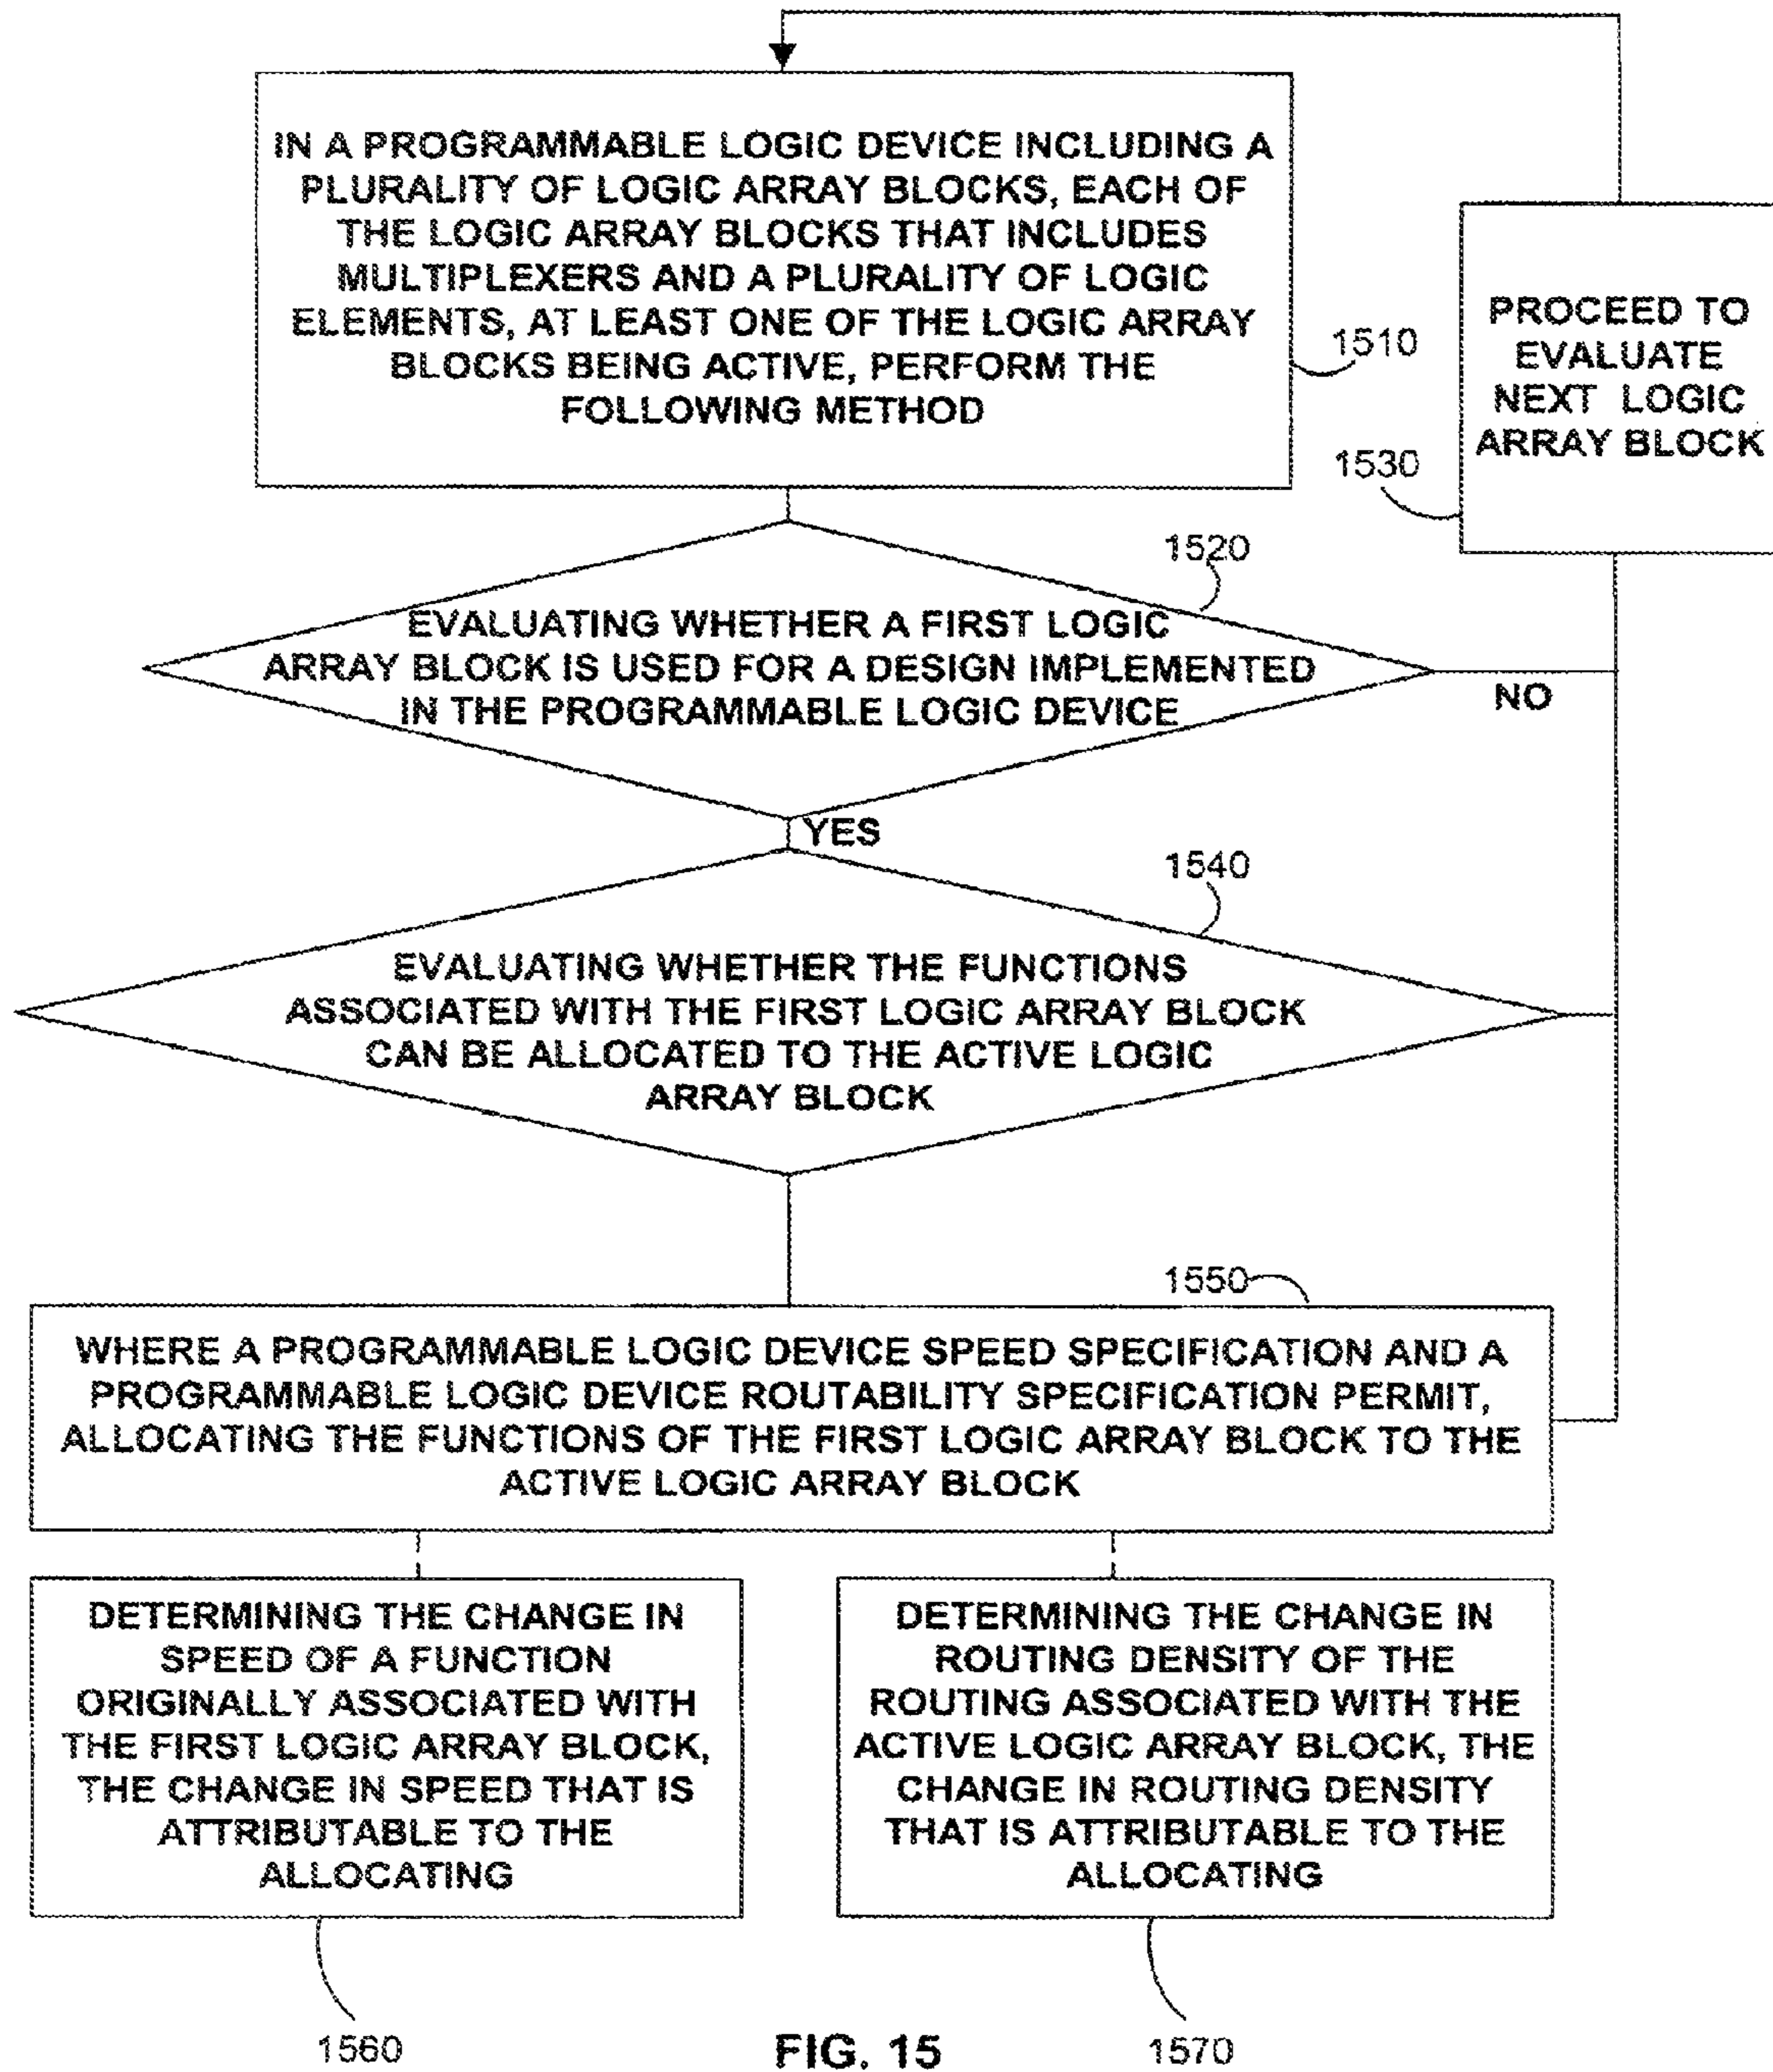 IN A PROGRAMMABLE LOGIC DEVICE INCLUDING A
PLURALITY OF LOGIC ARRAY BLOCKS, EACH OF
THE LOGIC ARRAY BLOCKS THAT INCLUDES
MULTIPLEXERS AND A PLURALITY OF LOGIC
ELEMENTS, AT LEAST ONE OF THE LOGIC ARRAY
BLOCKS BEING ACTIVE, PERFORM THE
FOLLOWING METHOD
1510
PROCEED TO
EVALUATE
NEXT LOGIC
ARRAY BLOCK
1530
1520
EVALUATING WHETHER A FIRST LOGIC
ARRAY BLOCK IS USED FOR A DESIGN IMPLEMENTED
IN THE PROGRAMMABLE LOGIC DEVICE
NO
YES
1540
EVALUATING WHETHER THE FUNCTIONS
ASSOCIATED WITH THE FIRST LOGIC ARRAY BLOCK
CAN BE ALLOCATED TO THE ACTIVE LOGIC
ARRAY BLOCK
1550
WHERE A PROGRAMMABLE LOGIC DEVICE SPEED SPECIFICATION AND A
PROGRAMMABLE LOGIC DEVICE ROUTABILITY SPECIFICATION PERMIT,
ALLOCATING THE FUNCTIONS OF THE FIRST LOGIC ARRAY BLOCK TO THE
ACTIVE LOGIC ARRAY BLOCK
DETERMINING THE CHANGE IN
SPEED OF A FUNCTION
ORIGINALLY ASSOCIATED WITH
THE FIRST LOGIC ARRAY BLOCK,
THE CHANGE IN SPEED THAT IS
ATTRIBUTABLE TO THE
ALLOCATING
DETERMINING THE CHANGE IN
ROUTING DENSITY OF THE
ROUTING ASSOCIATED WITH THE
ACTIVE LOGIC ARRAY BLOCK, THE
CHANGE IN ROUTING DENSITY
THAT IS ATTRIBUTABLE TO THE
ALLOCATING
1560
FIG. 15
1570